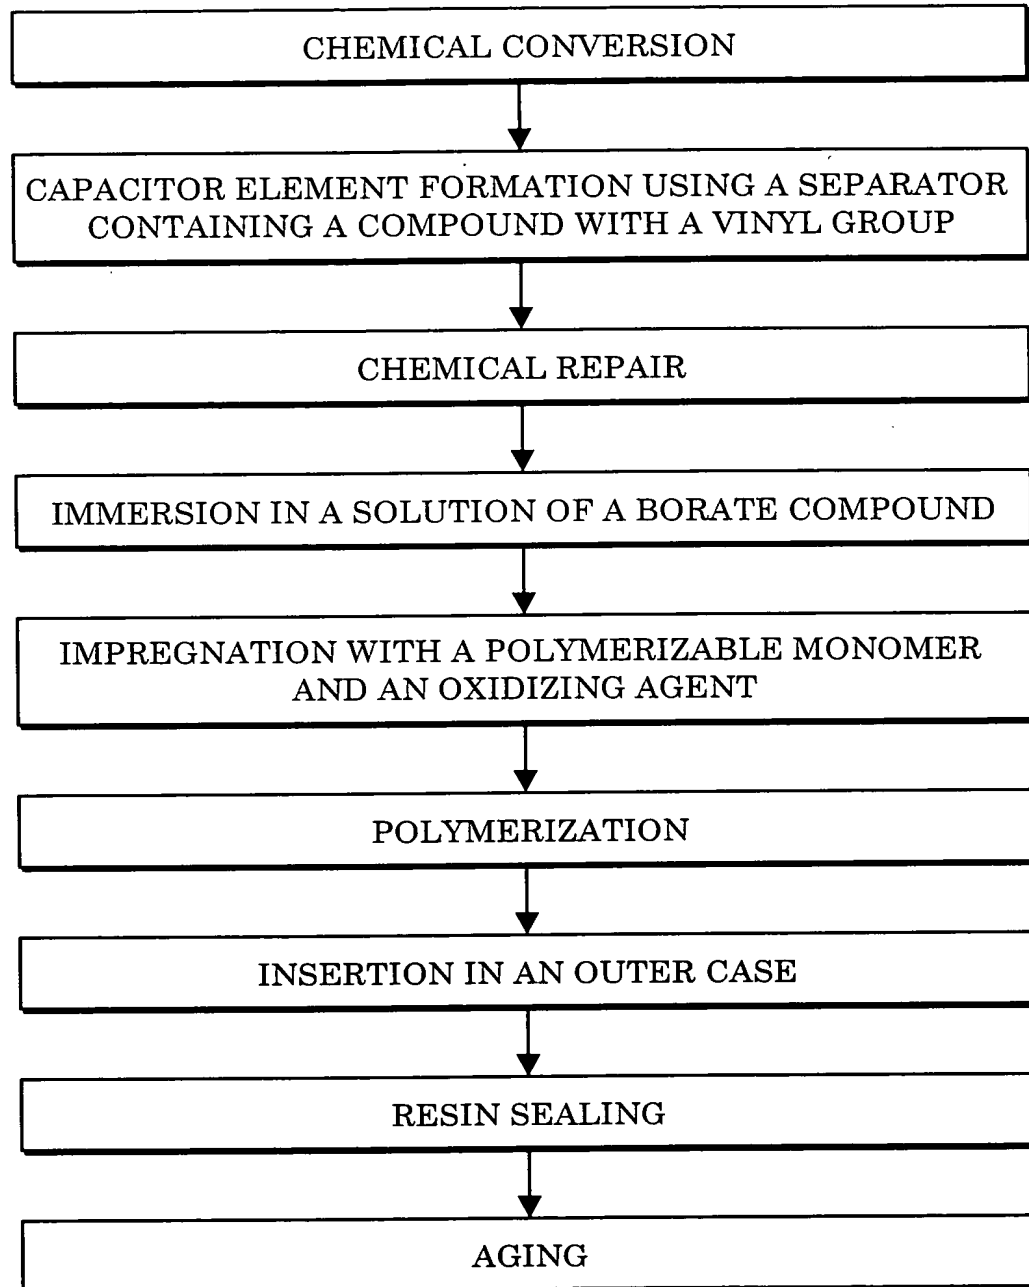 CHEMICAL CONVERSION
CAPACITOR ELEMENT FORMATION USING A SEPARATOR
CONTAINING A COMPOUND WITH A VINYL GROUP
CHEMICAL REPAIR
IMMERSION IN A SOLUTION OF A BORATE COMPOUND
IMPREGNATION WITH A POLYMERIZABLE MONOMER
AND AN OXIDIZING AGENT
POLYMERIZATION
INSERTION IN AN OUTER CASE
RESIN SEALING
AGING